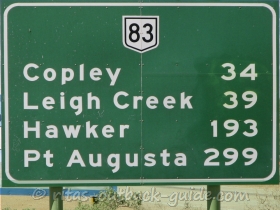 83
Copley 34
Leigh Creek 39
Hawker 193
Pt Augusta 299
©ritas-outback-guide.com